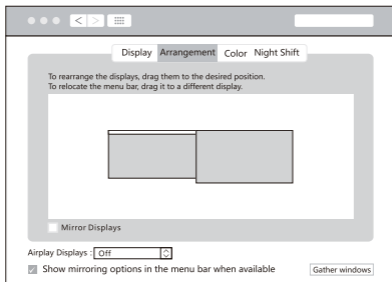 Display Arrangement Color Night Shift
To rearrange the displays, drag them to the desired position.
To relocate the menu bar, drag it to a different display.
Mirror Displays
Airplay Displays : Off
Show mirroring options in the menu bar when available
Gather windows